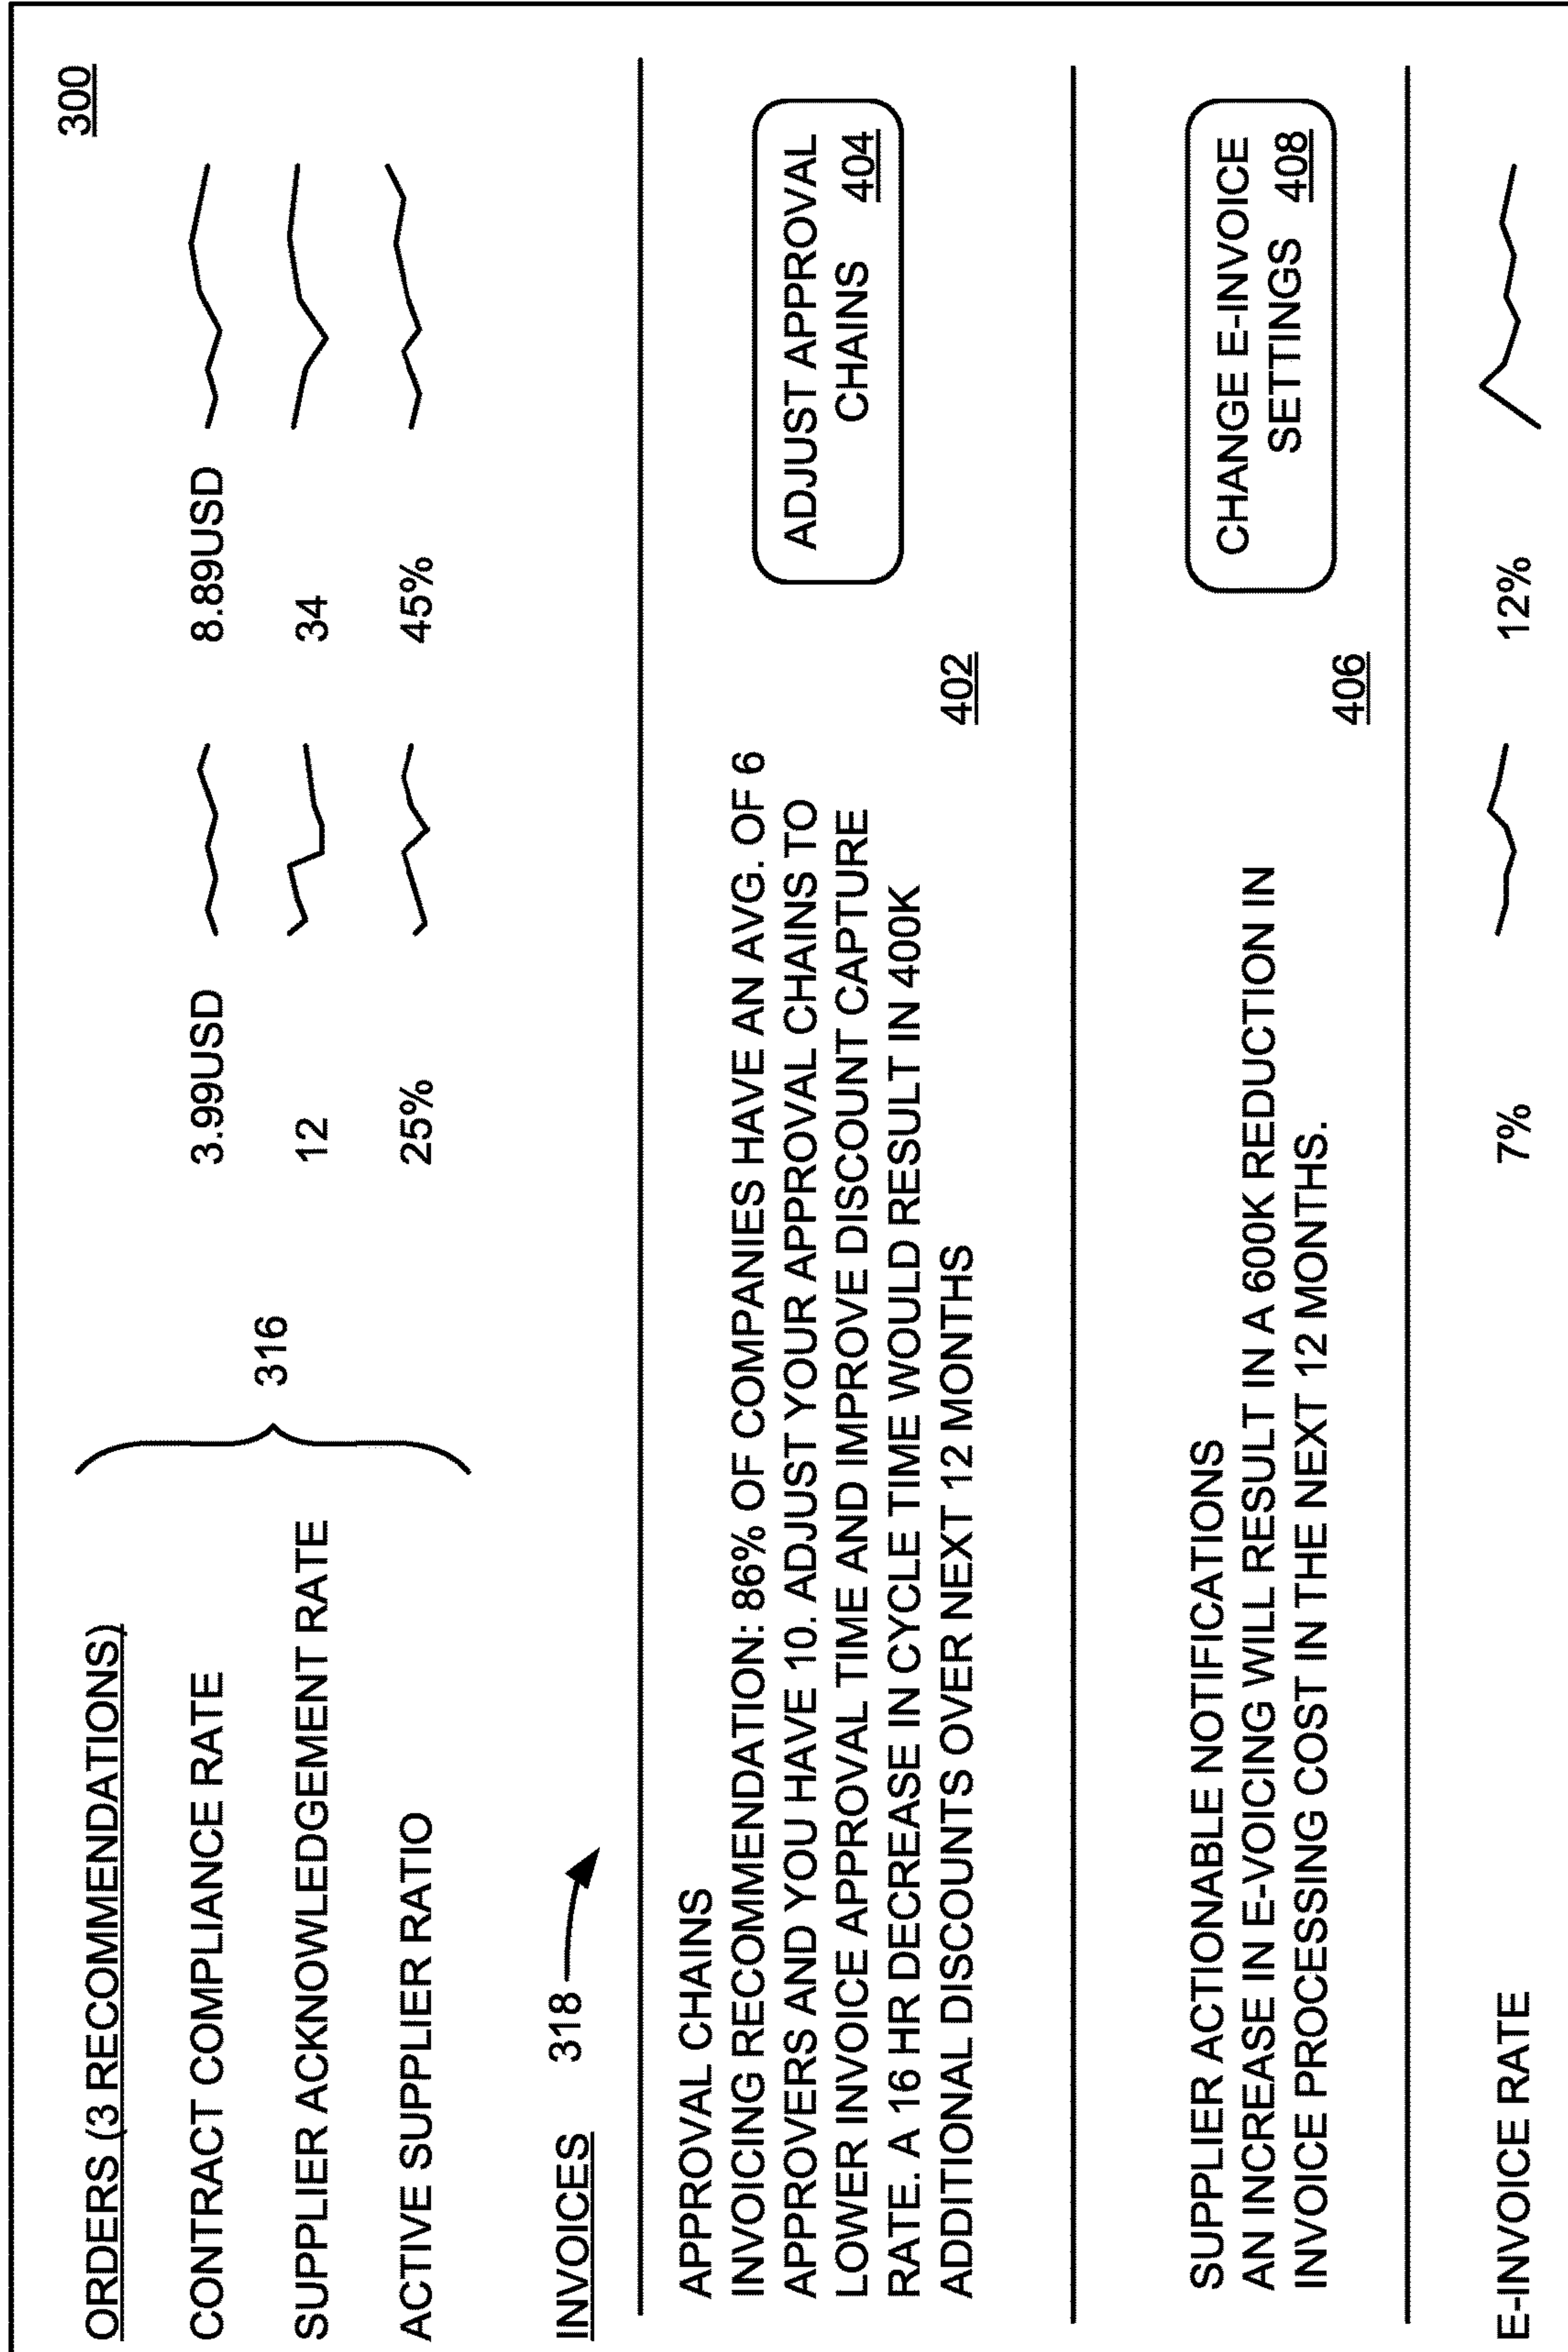 300
ORDERS (3 RECOMMENDATIONS)
CONTRACT COMPLIANCE RATE 3.99USD 8.89USD
316
SUPPLIER ACKNOWLEDGEMENT RATE 12 34
ACTIVE SUPPLIER RATIO 25% 45%
INVOICES 318
APPROVAL CHAINS
INVOICING RECOMMENDATION: 86% OF COMPANIES HAVE AN AVG. OF 6
APPROVERS AND YOU HAVE 10. ADJUST YOUR APPROVAL CHAINS TO
LOWER INVOICE APPROVAL TIME AND IMPROVE DISCOUNT CAPTURE
RATE. A 16 HR DECREASE IN CYCLE TIME WOULD RESULT IN 400K
ADDITIONAL DISCOUNTS OVER NEXT 12 MONTHS
402
ADJUST APPROVAL
CHAINS 404
SUPPLIER ACTIONABLE NOTIFICATIONS
AN INCREASE IN E-VOICING WILL RESULT IN A 600K REDUCTION IN
INVOICE PROCESSING COST IN THE NEXT 12 MONTHS.
406
CHANGE E-INVOICE
SETTINGS 408
E-INVOICE RATE 7% 12%